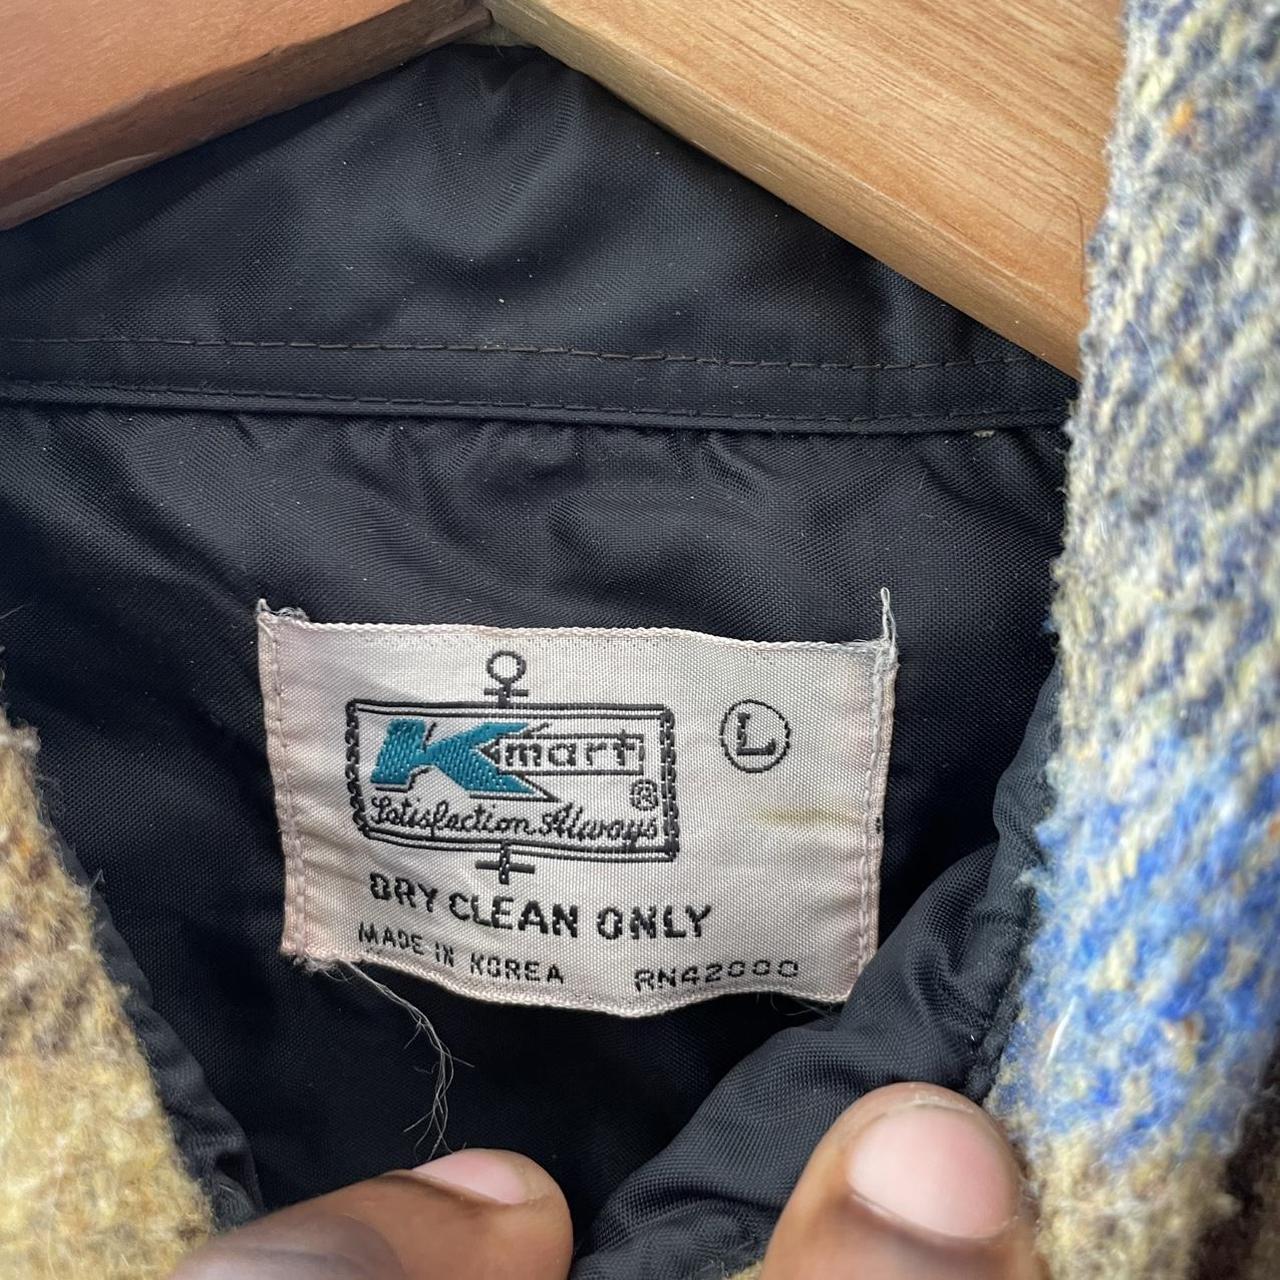 Kmart ®
L
Satisfaction Always
DRY CLEAN ONLY
MADE IN KOREA RN42000